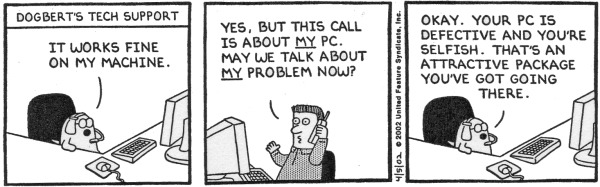 DOGBERT'S TECH SUPPORT
IT WORKS FINE
ON MY MACHINE.
YES, BUT THIS CALL
IS ABOUT MY PC.
MAY WE TALK ABOUT
MY PROBLEM NOW?
4/5/02 © 2002 United Feature Syndicate, Inc.
OKAY. YOUR PC IS
DEFECTIVE AND YOU'RE
SELFISH. THAT'S AN
ATTRACTIVE PACKAGE
YOU'VE GOT GOING
THERE.